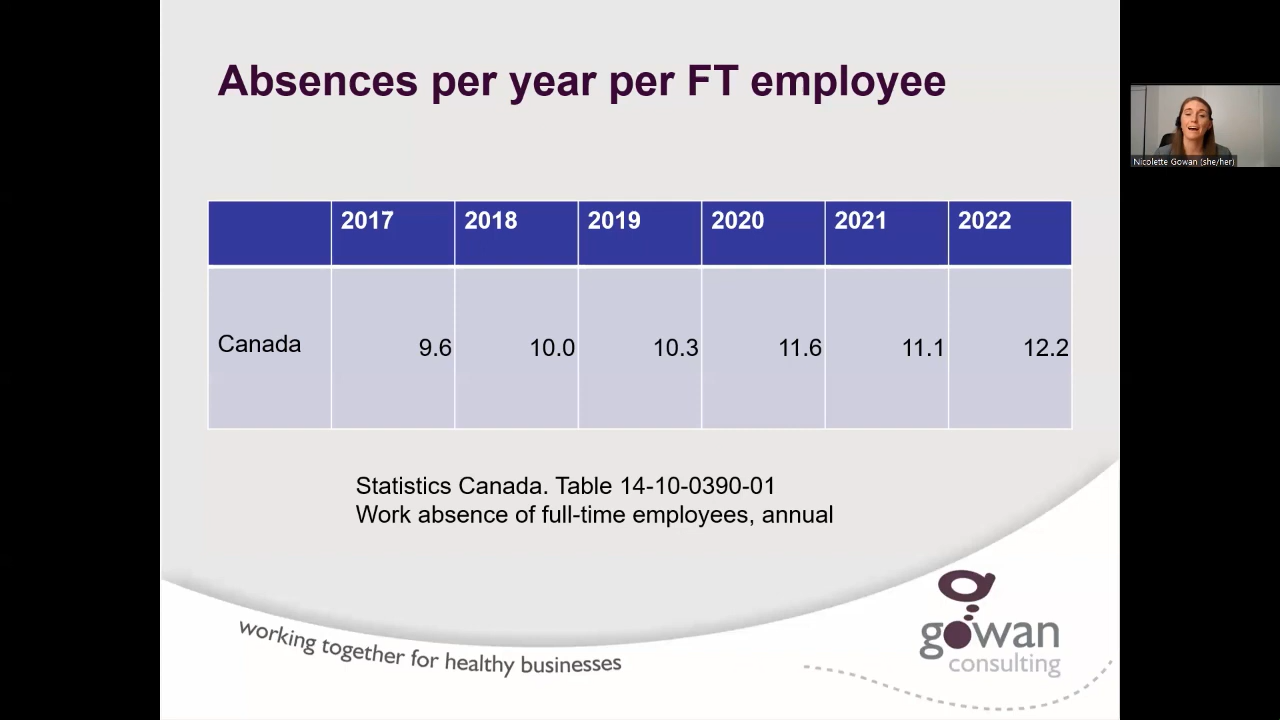 Absences per year per FT employee
2017 2018 2019 2020 2021 2022
Canada 9.6 10.0 10.3 11.6 11.1 12.2
Statistics Canada. Table 14-10-0390-01
Work absence of full-time employees, annual
working together for healthy businesses
gowan
consulting
Nicolette Gowan (she/her)